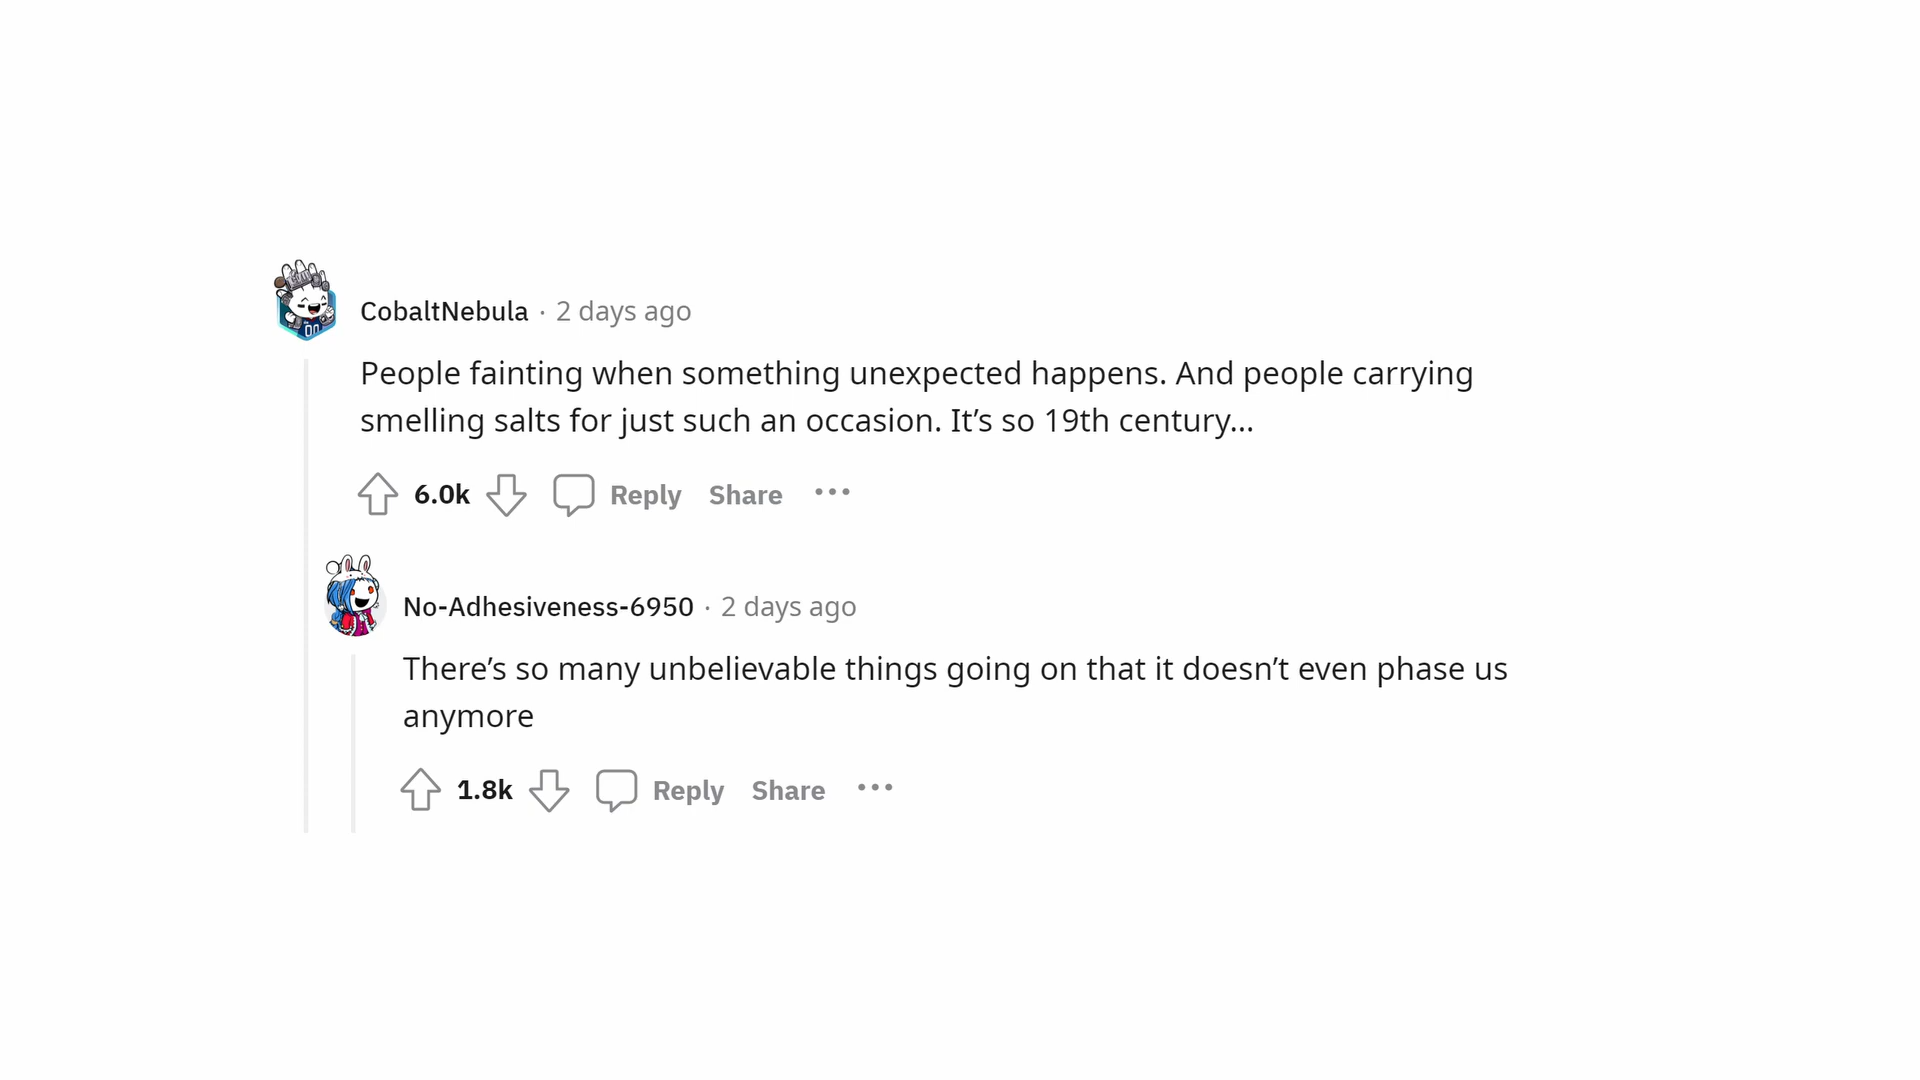 CobaltNebula · 2 days ago
People fainting when something unexpected happens. And people carrying
smelling salts for just such an occasion. It’s so 19th century...
6.0k Reply Share ...
No-Adhesiveness-6950 · 2 days ago
There’s so many unbelievable things going on that it doesn’t even phase us
anymore
1.8k Reply Share ...